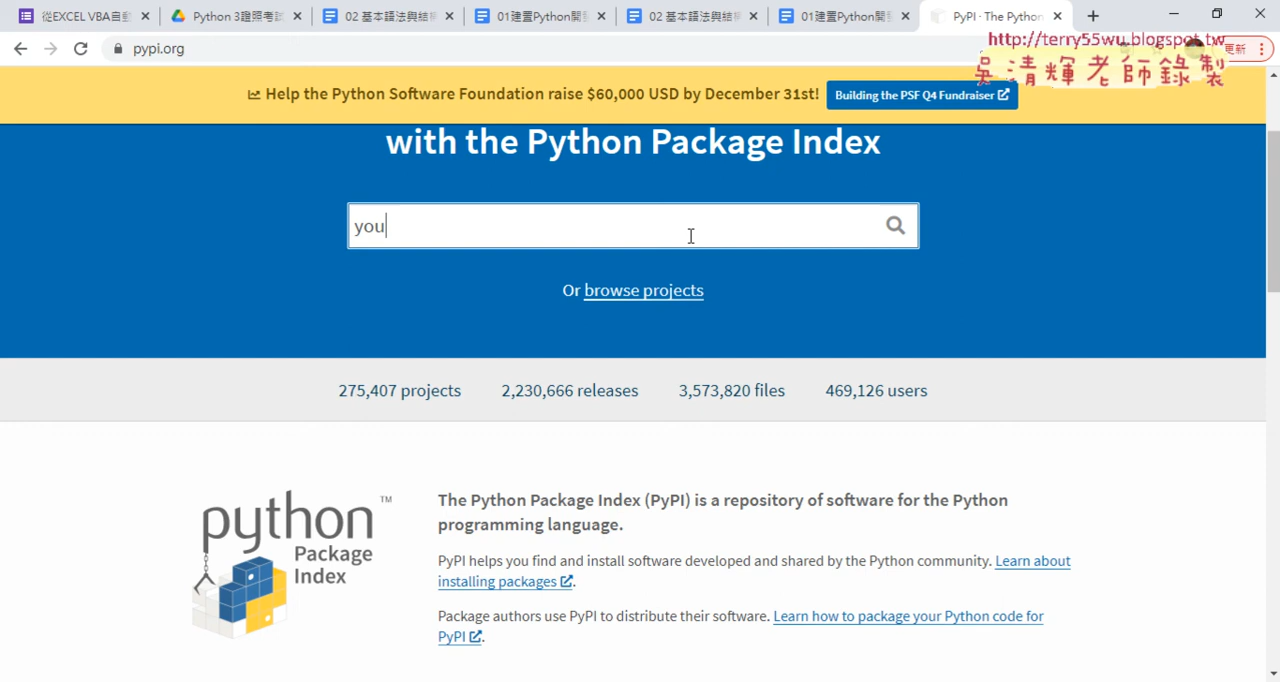 從EXCEL VBA自動
Python 3證照考試
02 基本語法與結構
01建置Python開發
02 基本語法與結構
01建置Python開發
PyPI · The Python
http://terry55wu.blogspot.tw
pypi.org
更新
吳清輝老師錄製
Help the Python Software Foundation raise $60,000 USD by December 31st!
Building the PSF Q4 Fundraiser
with the Python Package Index
you
Or browse projects
275,407 projects
2,230,666 releases
3,573,820 files
469,126 users
python
TM
Package
Index
The Python Package Index (PyPI) is a repository of software for the Python
programming language.
PyPI helps you find and install software developed and shared by the Python community. Learn about
installing packages.
Package authors use PyPI to distribute their software. Learn how to package your Python code for
PyPI.